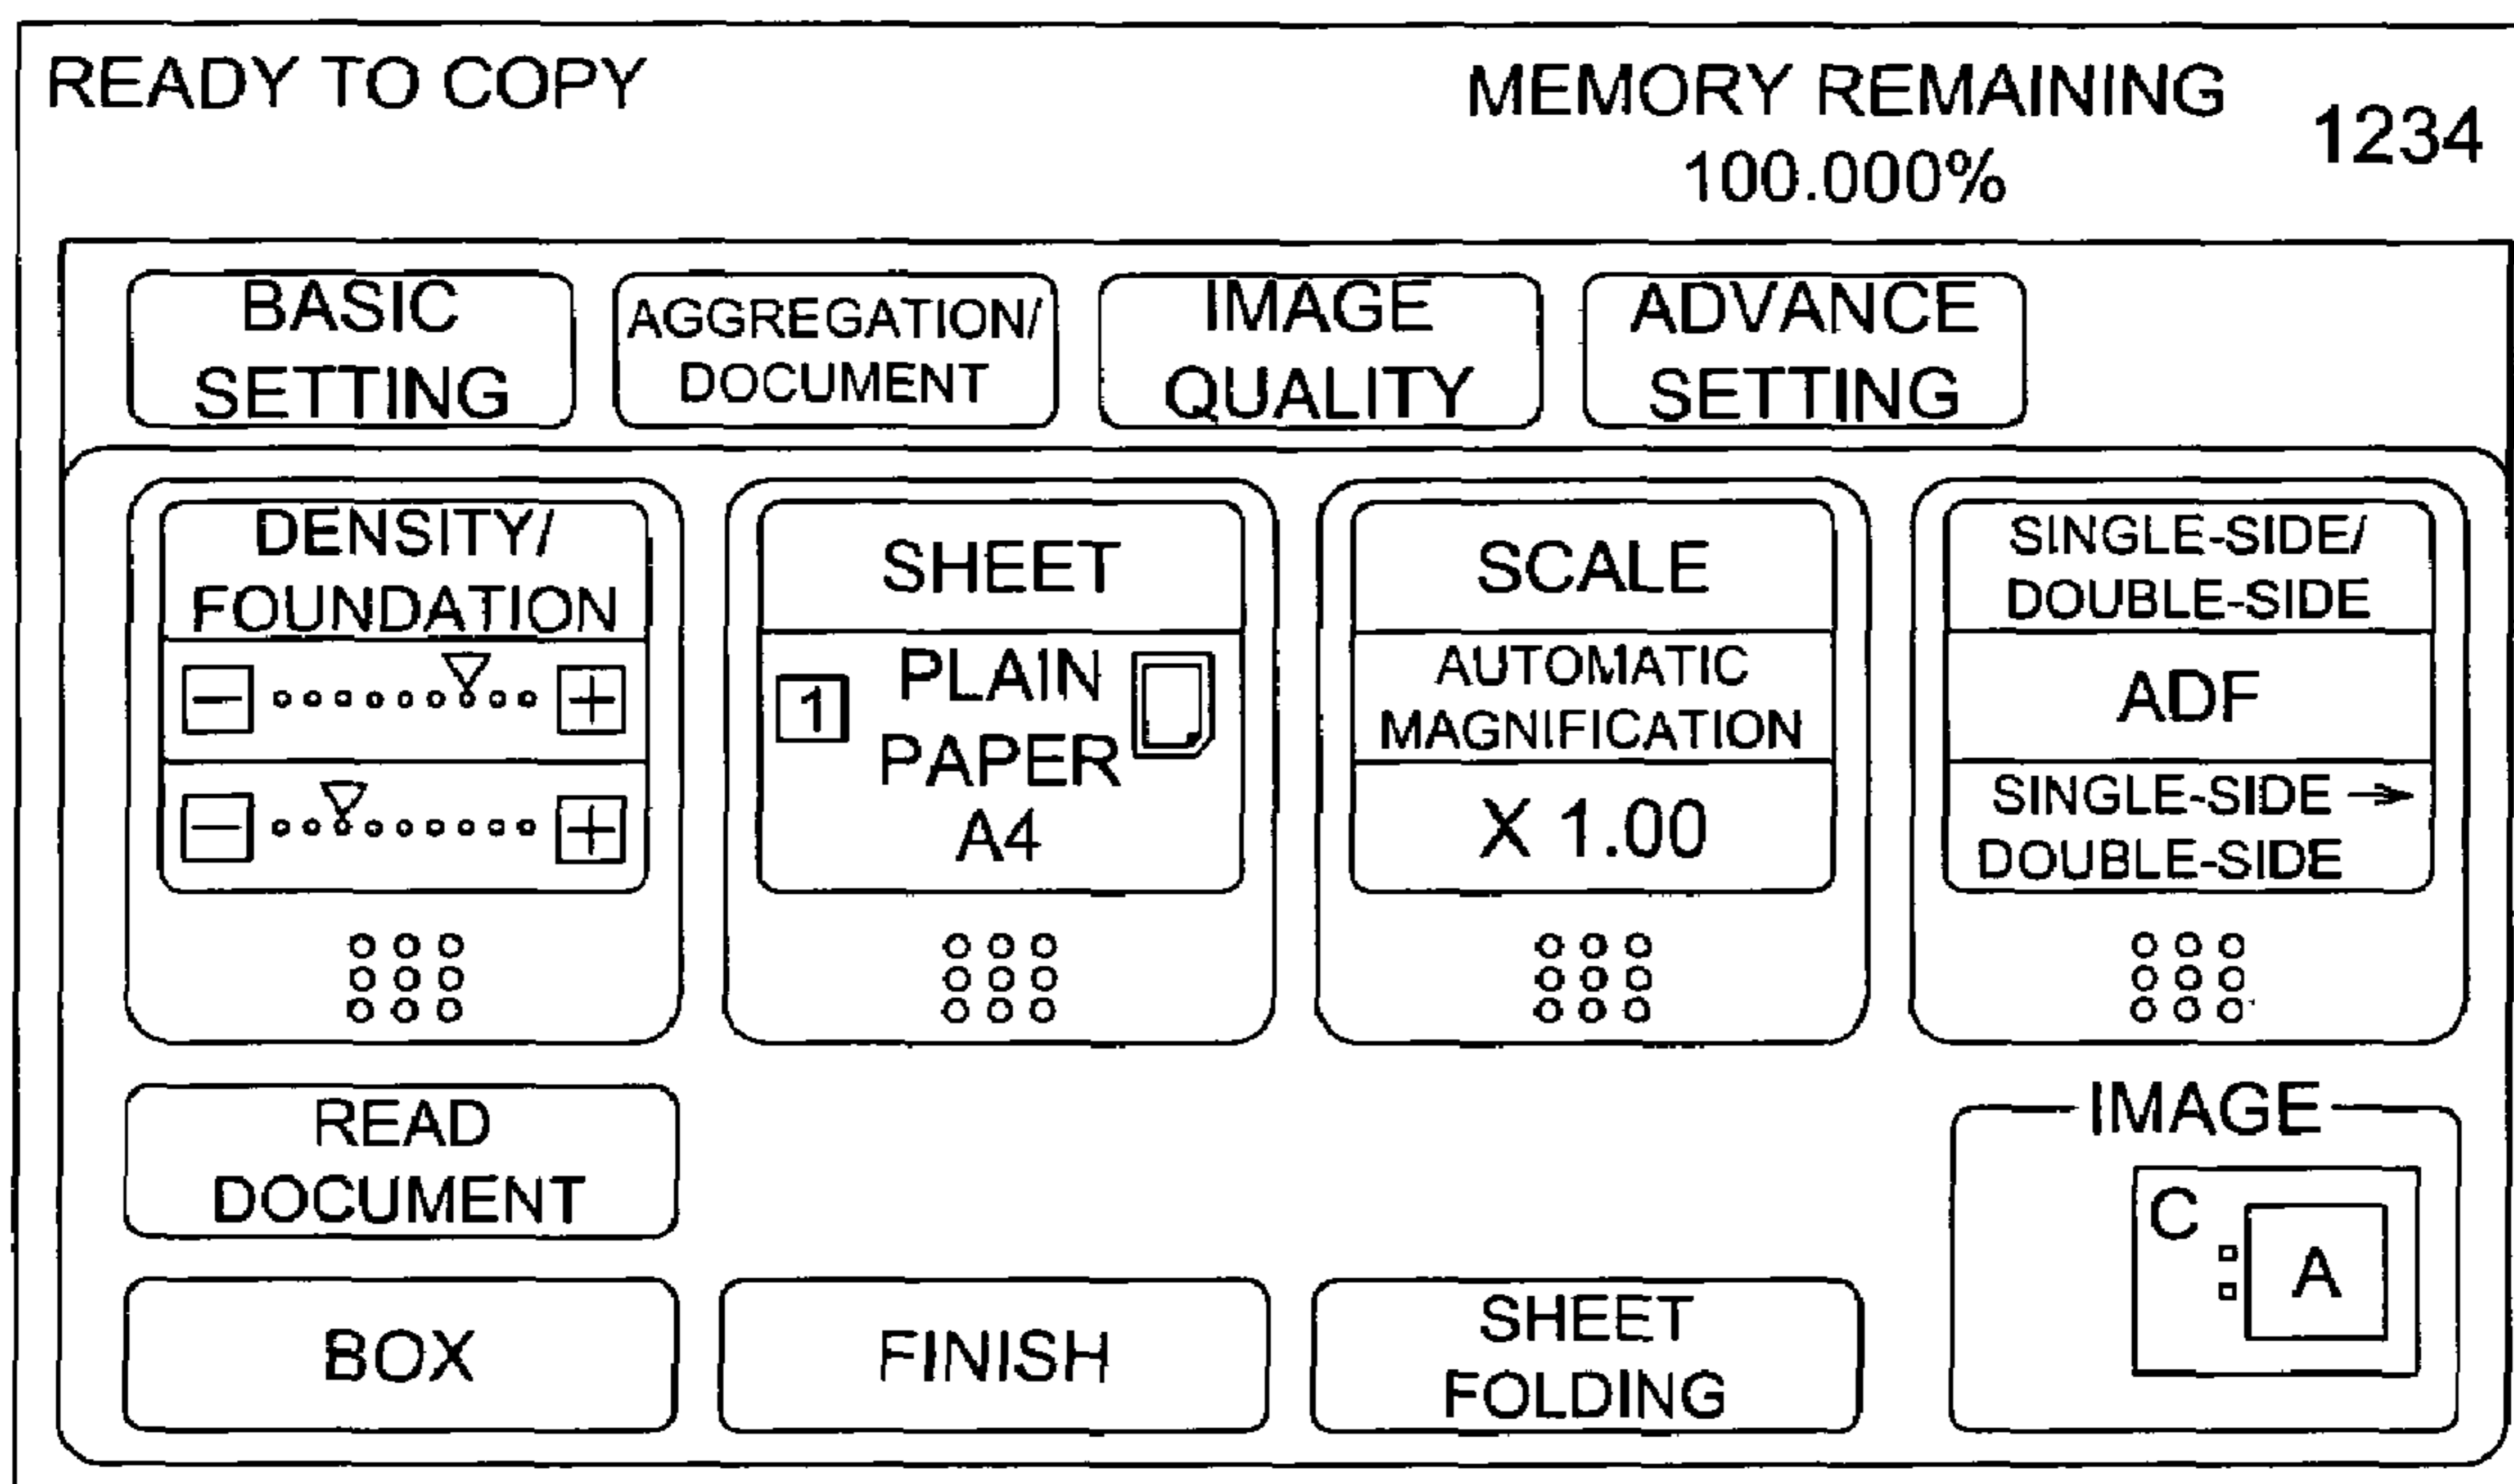 READY TO COPY
MEMORY REMAINING
100.000%
1234
BASIC
SETTING
AGGREGATION/
DOCUMENT
IMAGE
QUALITY
ADVANCE
SETTING
DENSITY/
FOUNDATION
SHEET
1
PLAIN
PAPER
A4
SCALE
AUTOMATIC
MAGNIFICATION
X 1.00
SINGLE-SIDE/
DOUBLE-SIDE
ADF
SINGLE-SIDE →
DOUBLE-SIDE
READ
DOCUMENT
IMAGE
C
A
BOX
FINISH
SHEET
FOLDING